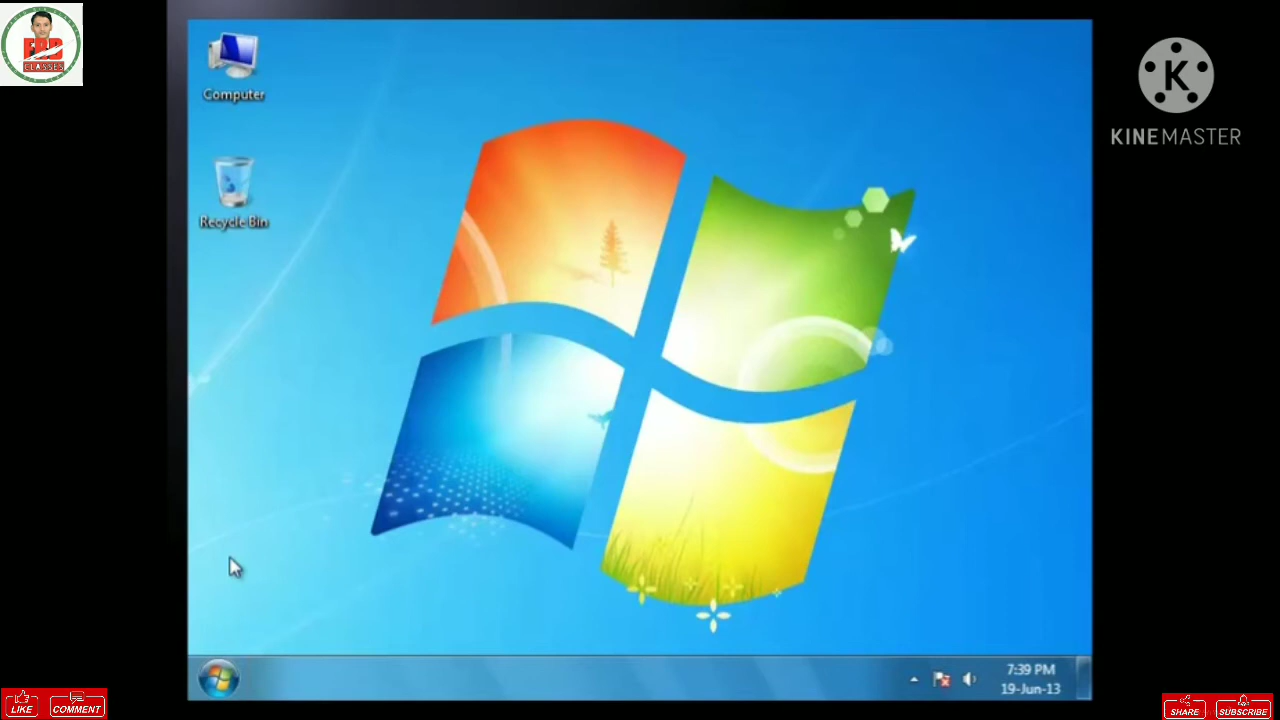 CLASSES
Computer
Recycle Bin
K
KINEMASTER
7:39 PM
19-Jun-13
LIKE
COMMENT
SHARE
SUBSCRIBE